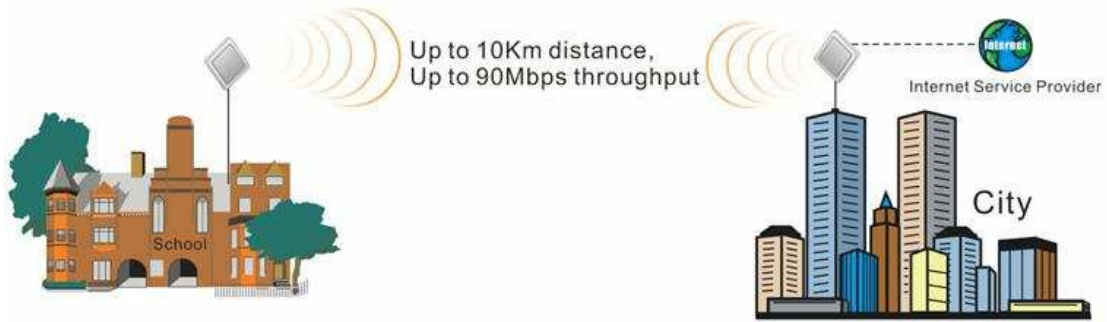 Up to 10Km distance,
Up to 90Mbps throughput
Internet
Internet Service Provider
City
School